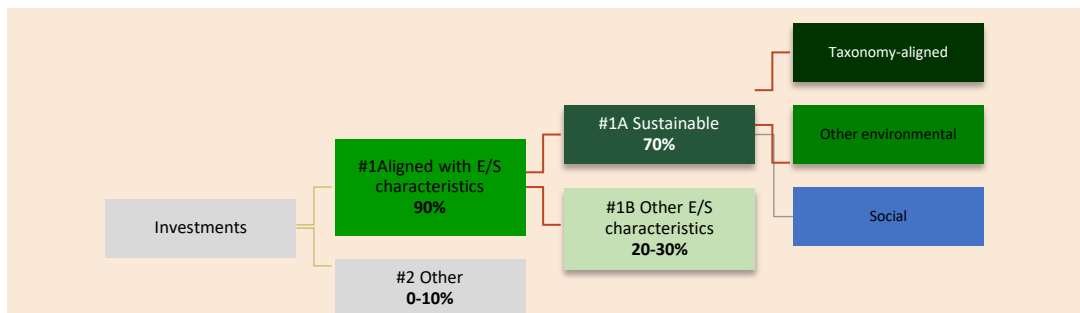 Investments
#1Aligned with E/S
characteristics
90%
#2 Other
0-10%
#1A Sustainable
70%
#1B Other E/S
characteristics
20-30%
Taxonomy-aligned
Other environmental
Social